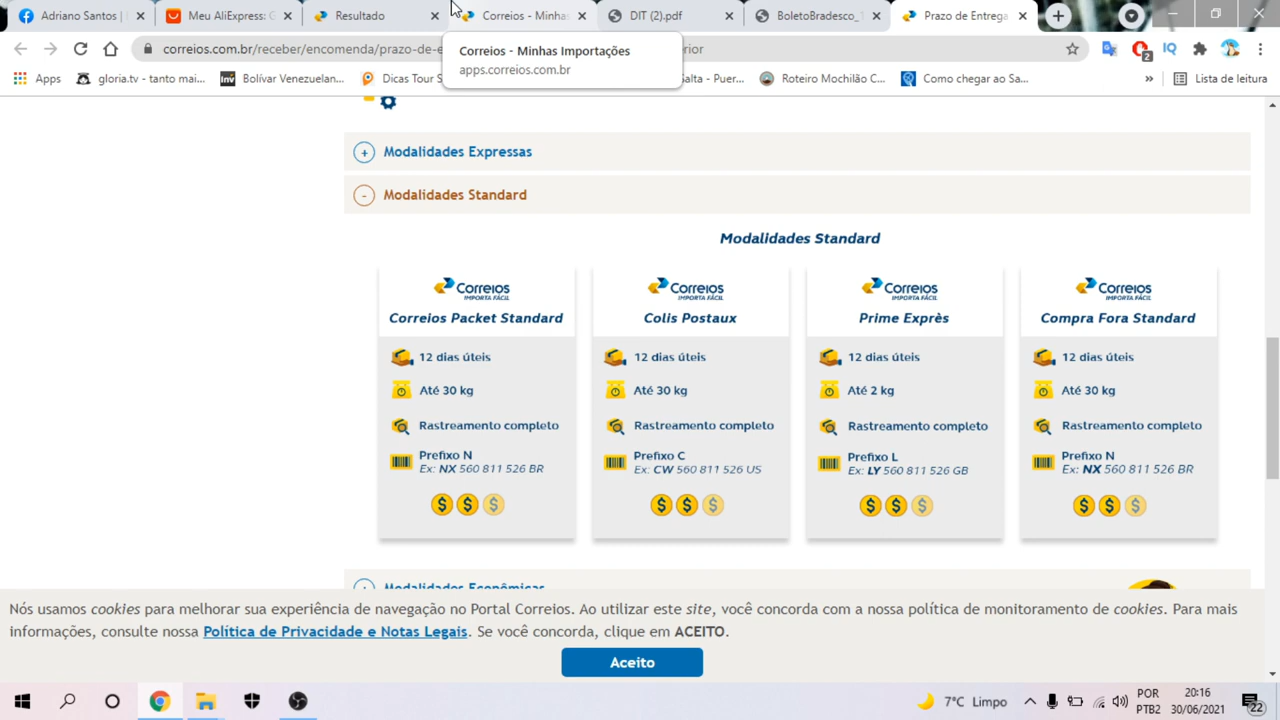 Adriano Santos |
Meu AliExpress: G
Resultado
Correios - Minhas
DIT (2).pdf
BoletoBradesco_
Prazo de Entrega
correios.com.br/receber/encomenda/prazo-de-e
erior
Correios - Minhas Importações
apps.correios.com.br
2
Apps
gloria.tv - tanto mai...
Bolívar Venezuelan...
Dicas Tour S
Salta - Puer...
Roteiro Mochilão C...
Como chegar ao Sa...
»
Lista de leitura
Modalidades Expressas
Modalidades Standard
Modalidades Standard
Correios
IMPORTA FÁCIL
Correios Packet Standard
12 dias úteis
Até 30 kg
Rastreamento completo
Prefixo N
Ex: NX 560 811 526 BR
$ $ $
Correios
IMPORTA FÁCIL
Colis Postaux
12 dias úteis
Até 30 kg
Rastreamento completo
Prefixo C
Ex: CW 560 811 526 US
$ $ $
Correios
IMPORTA FÁCIL
Prime Exprès
12 dias úteis
Até 2 kg
Rastreamento completo
Prefixo L
Ex: LY 560 811 526 GB
$ $ $
Correios
IMPORTA FÁCIL
Compra Fora Standard
12 dias úteis
Até 30 kg
Rastreamento completo
Prefixo N
Ex: NX 560 811 526 BR
$ $ $
Modalidades Econômicas
Nós usamos cookies para melhorar sua experiência de navegação no Portal Correios. Ao utilizar este site, você concorda com a nossa política de monitoramento de cookies. Para mais
informações, consulte nossa Política de Privacidade e Notas Legais. Se você concorda, clique em ACEITO.
Aceito
7°C Limpo
POR
PTB2
20:16
30/06/2021
22